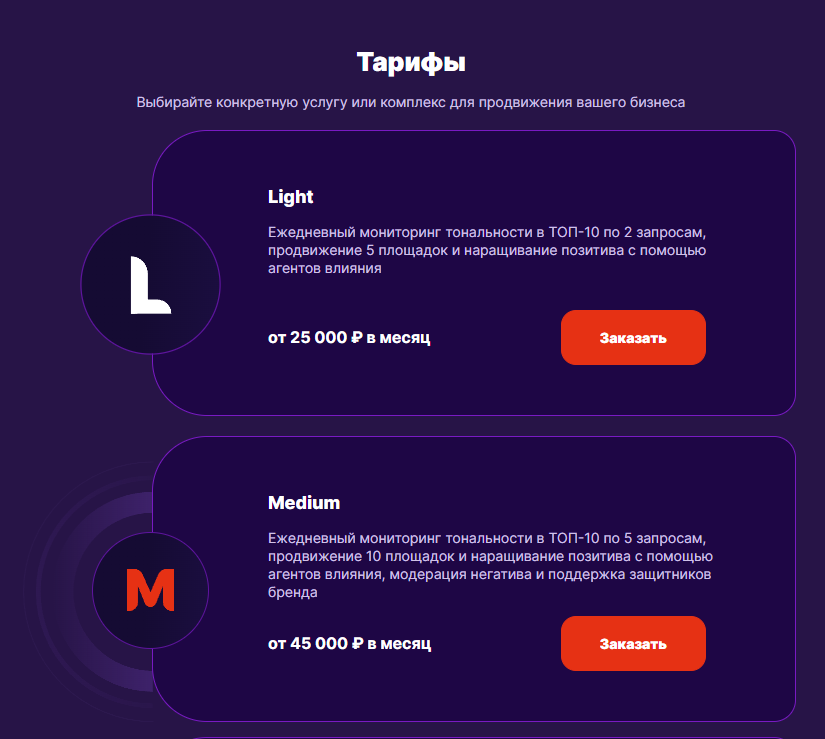 Тарифы
Выбирайте конкретную услугу или комплекс для продвижения вашего бизнеса
Light
Ежедневный мониторинг тональности в ТОП-10 по 2 запросам,
продвижение 5 площадок и наращивание позитива с помощью
агентов влияния
L
от 25 000 ₽ в месяц
Заказать
Medium
Ежедневный мониторинг тональности в ТОП-10 по 5 запросам,
продвижение 10 площадок и наращивание позитива с помощью
агентов влияния, модерация негатива и поддержка защитников
бренда
M
от 45 000 ₽ в месяц
Заказать